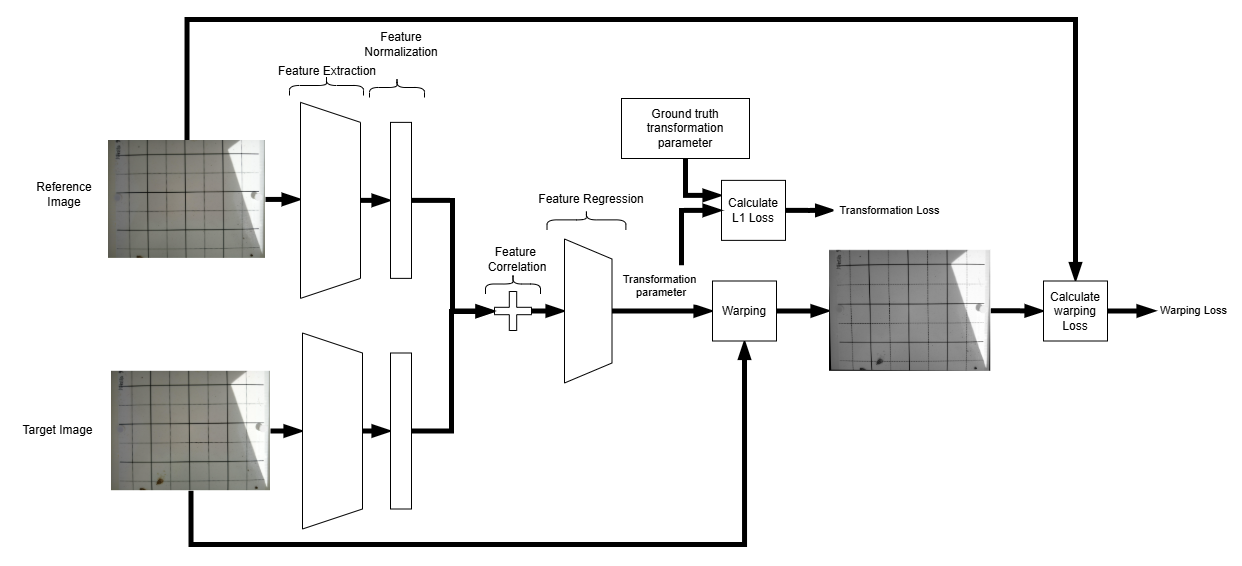 Feature
Normalization
Feature Extraction
Ground truth
transformation
parameter
Reference
Image
Feature Regression
Calculate
L1 Loss
Transformation Loss
Feature
Correlation
Transformation
parameter
Warping
Calculate
warping
Loss
Warping Loss
Target Image